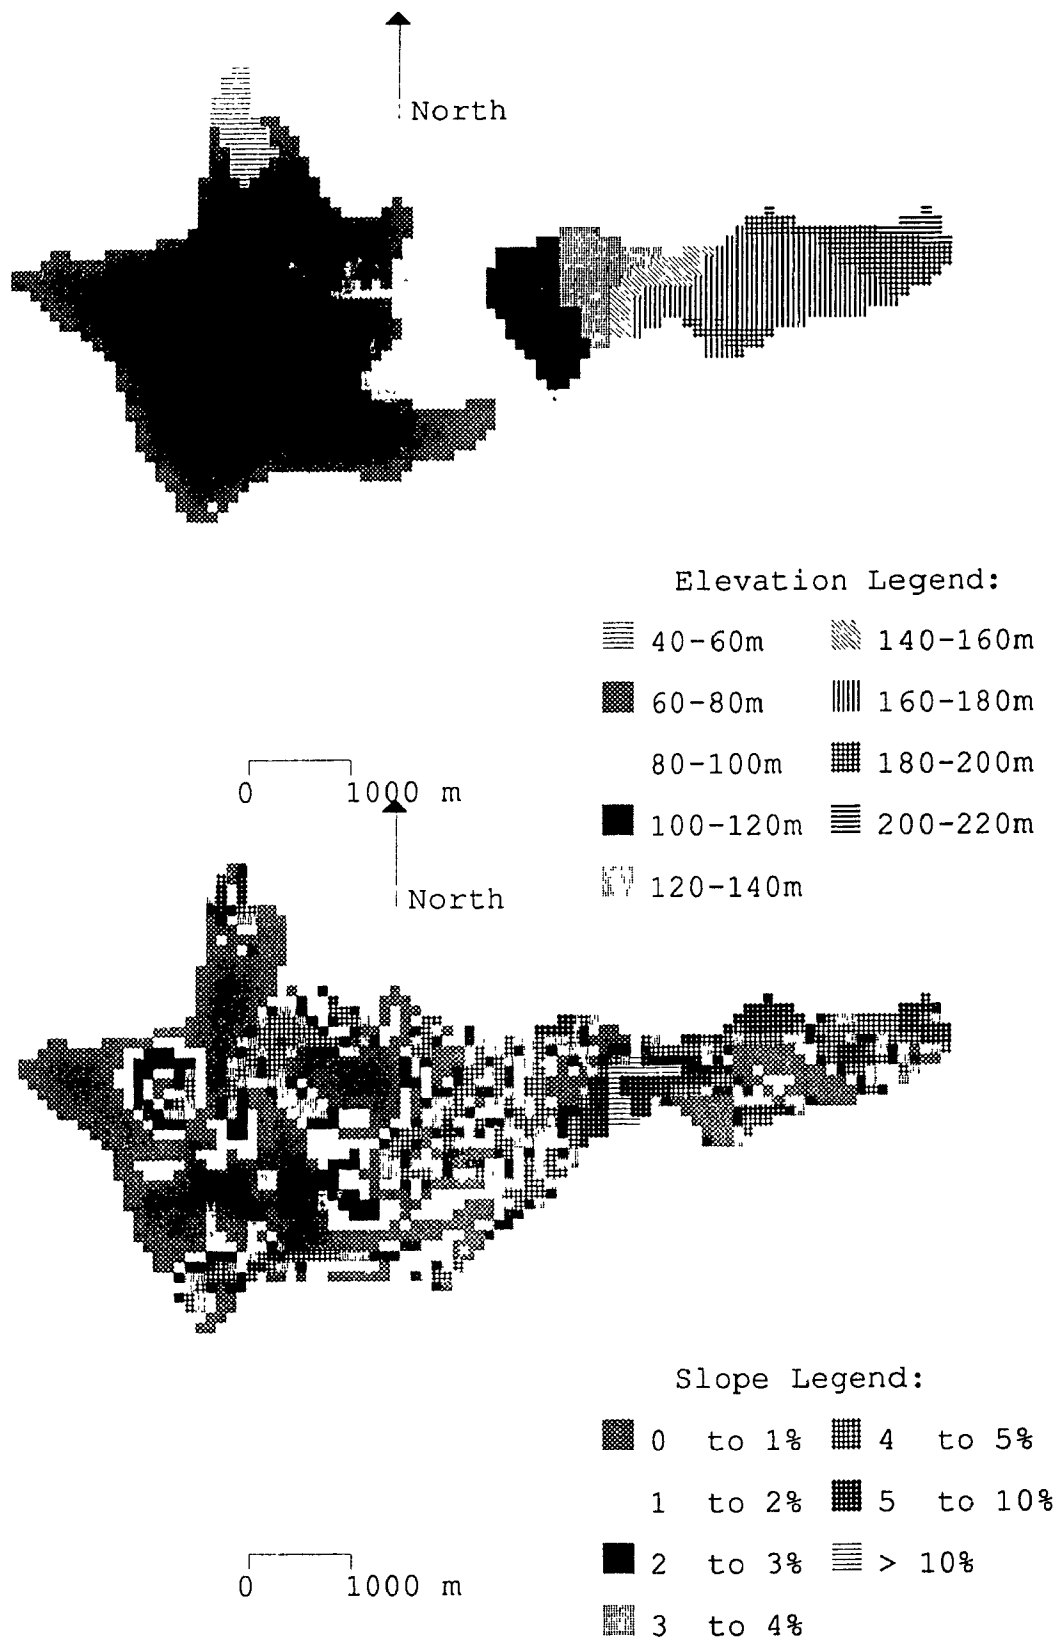 North
Elevation Legend:
40-60m 140-160m
60-80m 160-180m
80-100m 180-200m
100-120m 200-220m
120-140m
0 1000 m
North
Slope Legend:
0 to 1% 4 to 5%
1 to 2% 5 to 10%
2 to 3% > 10%
3 to 4%
0 1000 m